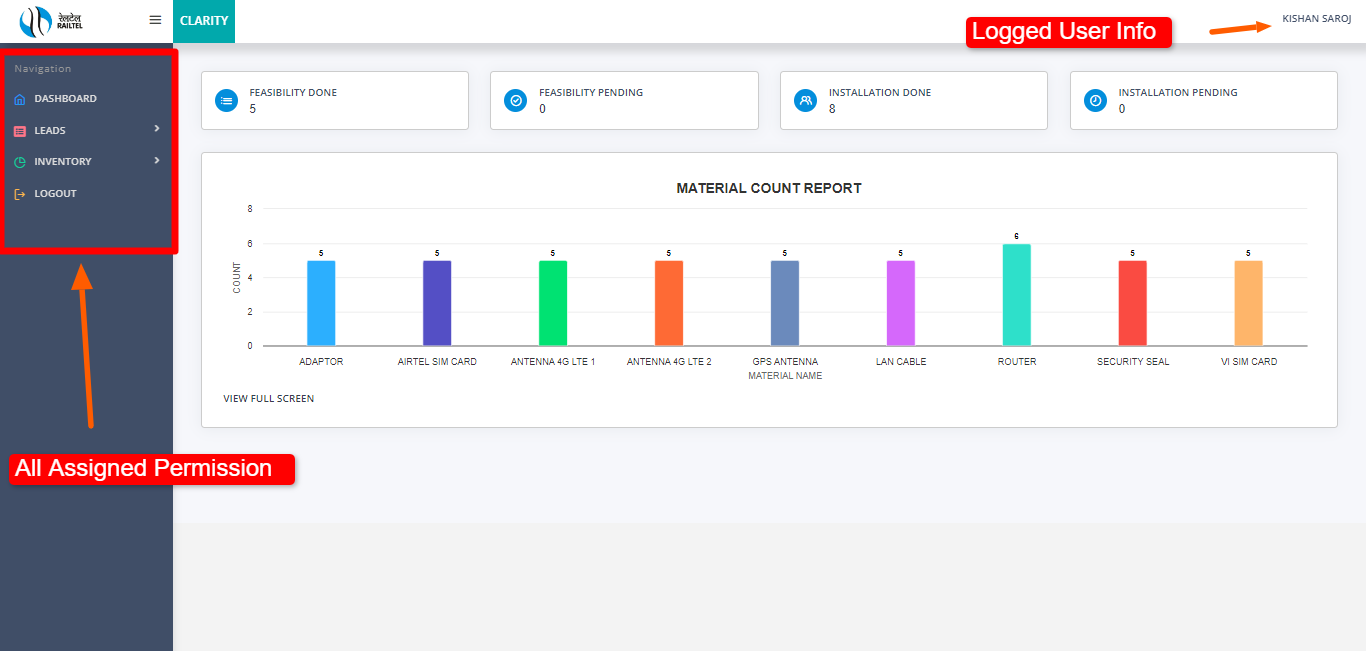 रेलटेल
RAILTEL
CLARITY
Logged User Info
KISHAN SAROJ
Navigation
DASHBOARD
LEADS
INVENTORY
LOGOUT
All Assigned Permission
FEASIBILITY DONE
5
FEASIBILITY PENDING
0
INSTALLATION DONE
8
INSTALLATION PENDING
0
MATERIAL COUNT REPORT
COUNT
8
6
4
2
0
5 5 5 5 5 5 6 5 5
ADAPTOR AIRTEL SIM CARD ANTENNA 4G LTE 1 ANTENNA 4G LTE 2 GPS ANTENNA LAN CABLE ROUTER SECURITY SEAL VI SIM CARD
MATERIAL NAME
VIEW FULL SCREEN